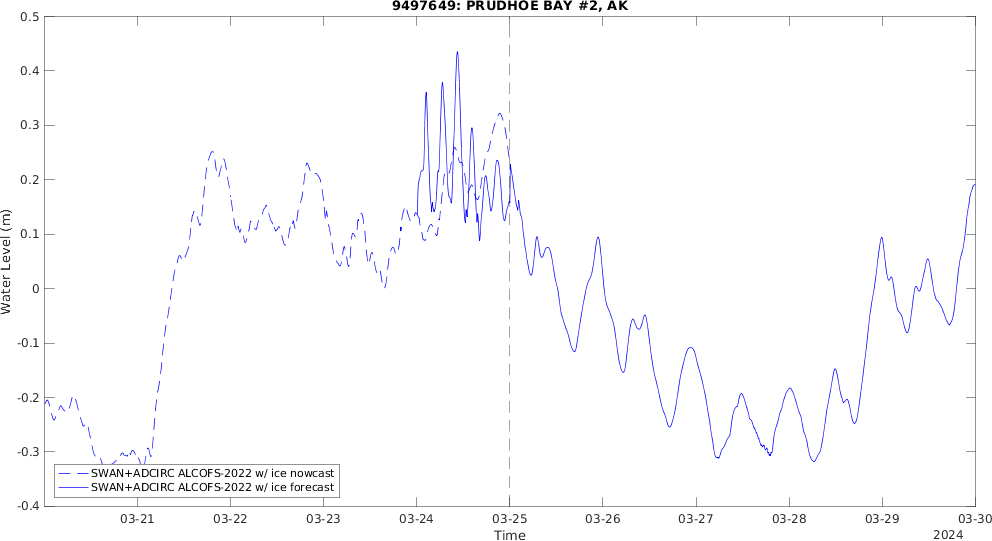 9497649: PRUDHOE BAY #2, AK
0.5
0.4
0.3
0.2
0.1
0
-0.1
-0.2
-0.3
-0.4
Water Level (m)
SWAN+ADCIRC ALCOFS-2022 w/ ice nowcast
SWAN+ADCIRC ALCOFS-2022 w/ ice forecast
03-21 03-22 03-23 03-24 03-25 03-26 03-27 03-28 03-29 03-30
Time
2024